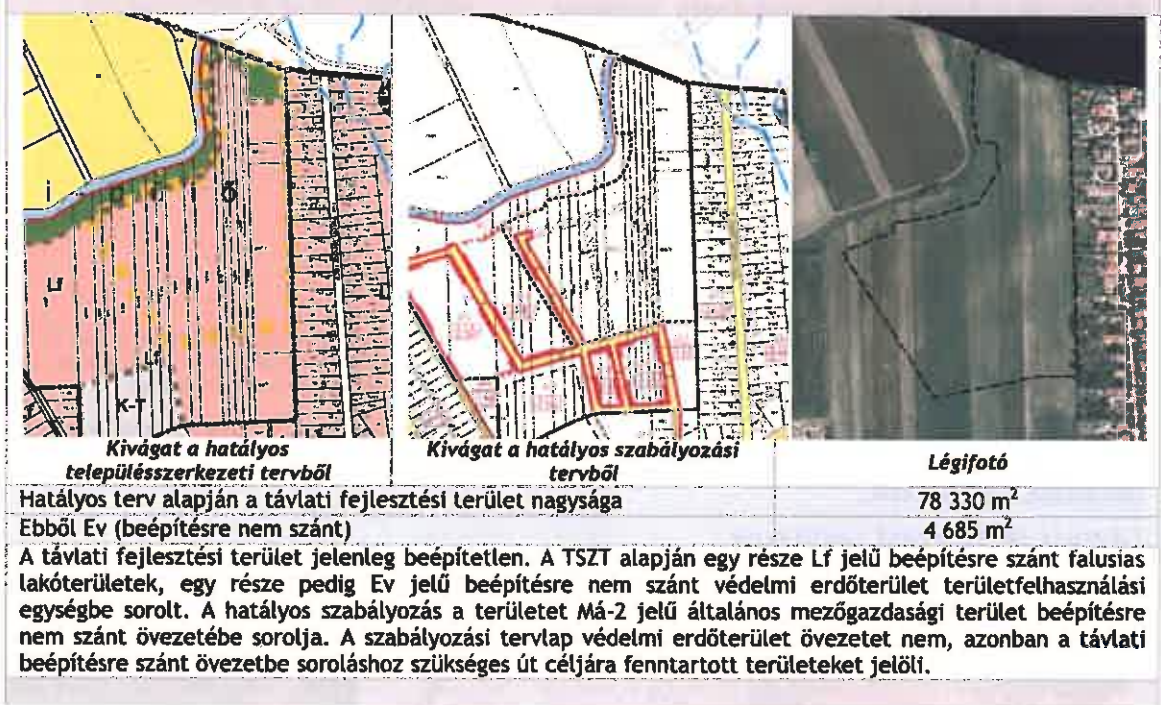 Lf
Lf
K-T
Kivágat a hatályos
településszerkezeti tervből
Kivágat a hatályos szabályozási
tervből
Légifotó
Hatályos terv alapján a távlati fejlesztési terület nagysága 78 330 m²
Ebből Ev (beépítésre nem szánt) 4 685 m²
A távlati fejlesztési terület jelenleg beépítetlen. A TSZT alapján egy része Lf jelű beépítésre szánt falusias
lakóterületek, egy része pedig Ev jelű beépítésre nem szánt védelmi erdőterület területfelhasználási
egységbe sorolt. A hatályos szabályozás a területet Má-2 jelű általános mezőgazdasági terület beépítésre
nem szánt övezetébe sorolja. A szabályozási tervlap védelmi erdőterület övezetet nem, azonban a távlati
beépítésre szánt övezetbe soroláshoz szükséges út céljára fenntartott területeket jelöli.